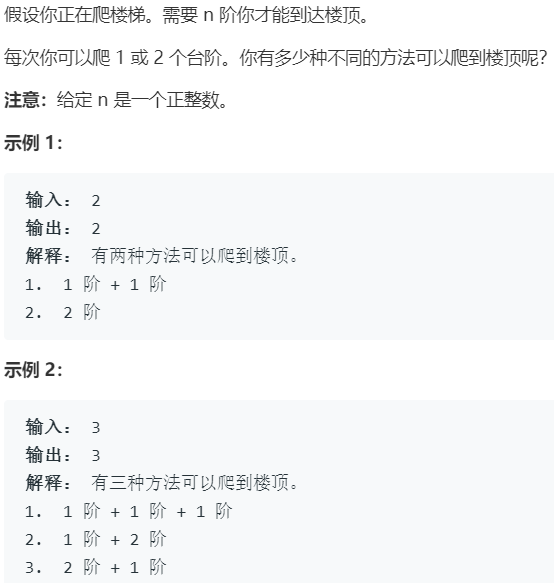 假设你正在爬楼梯。需要 n 阶你才能到达楼顶。
每次你可以爬 1 或 2 个台阶。你有多少种不同的方法可以爬到楼顶呢?
注意：给定 n 是一个正整数。
示例 1：
输入： 2
输出： 2
解释： 有两种方法可以爬到楼顶。
1. 1 阶 + 1 阶
2. 2 阶
示例 2：
输入： 3
输出： 3
解释： 有三种方法可以爬到楼顶。
1. 1 阶 + 1 阶 + 1 阶
2. 1 阶 + 2 阶
3. 2 阶 + 1 阶